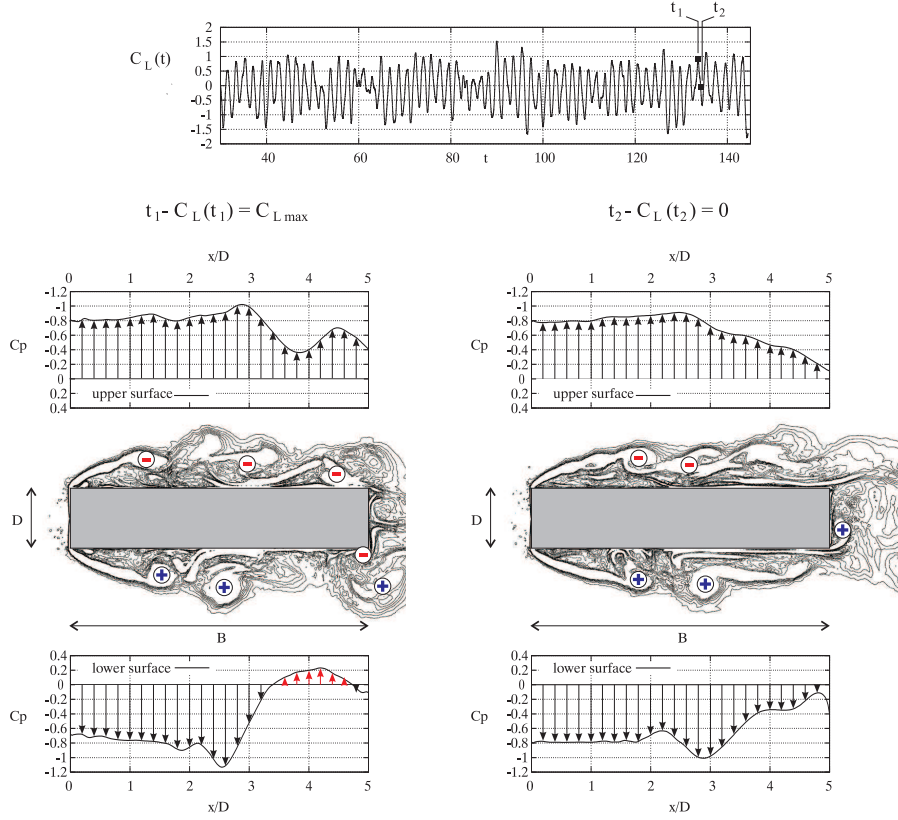 t₁ t₂
C L (t)
2
1.5
1
0.5
0
-0.5
-1
-1.5
-2
40 60 80 100 120 140
t
t₁ - C L (t₁) = C L max
t₂ - C L (t₂) = 0
x/D
0 1 2 3 4 5
-1.2
-1
-0.8
-0.6
-0.4
-0.2
0
0.2
0.4
Cp
upper surface
x/D
0 1 2 3 4 5
-1.2
-1
-0.8
-0.6
-0.4
-0.2
0
0.2
0.4
Cp
upper surface
D
B
D
B
0.4
0.2
0
-0.2
-0.4
-0.6
-0.8
-1
-1.2
Cp
lower surface
0 1 2 3 4 5
x/D
0.4
0.2
0
-0.2
-0.4
-0.6
-0.8
-1
-1.2
Cp
lower surface
0 1 2 3 4 5
x/D